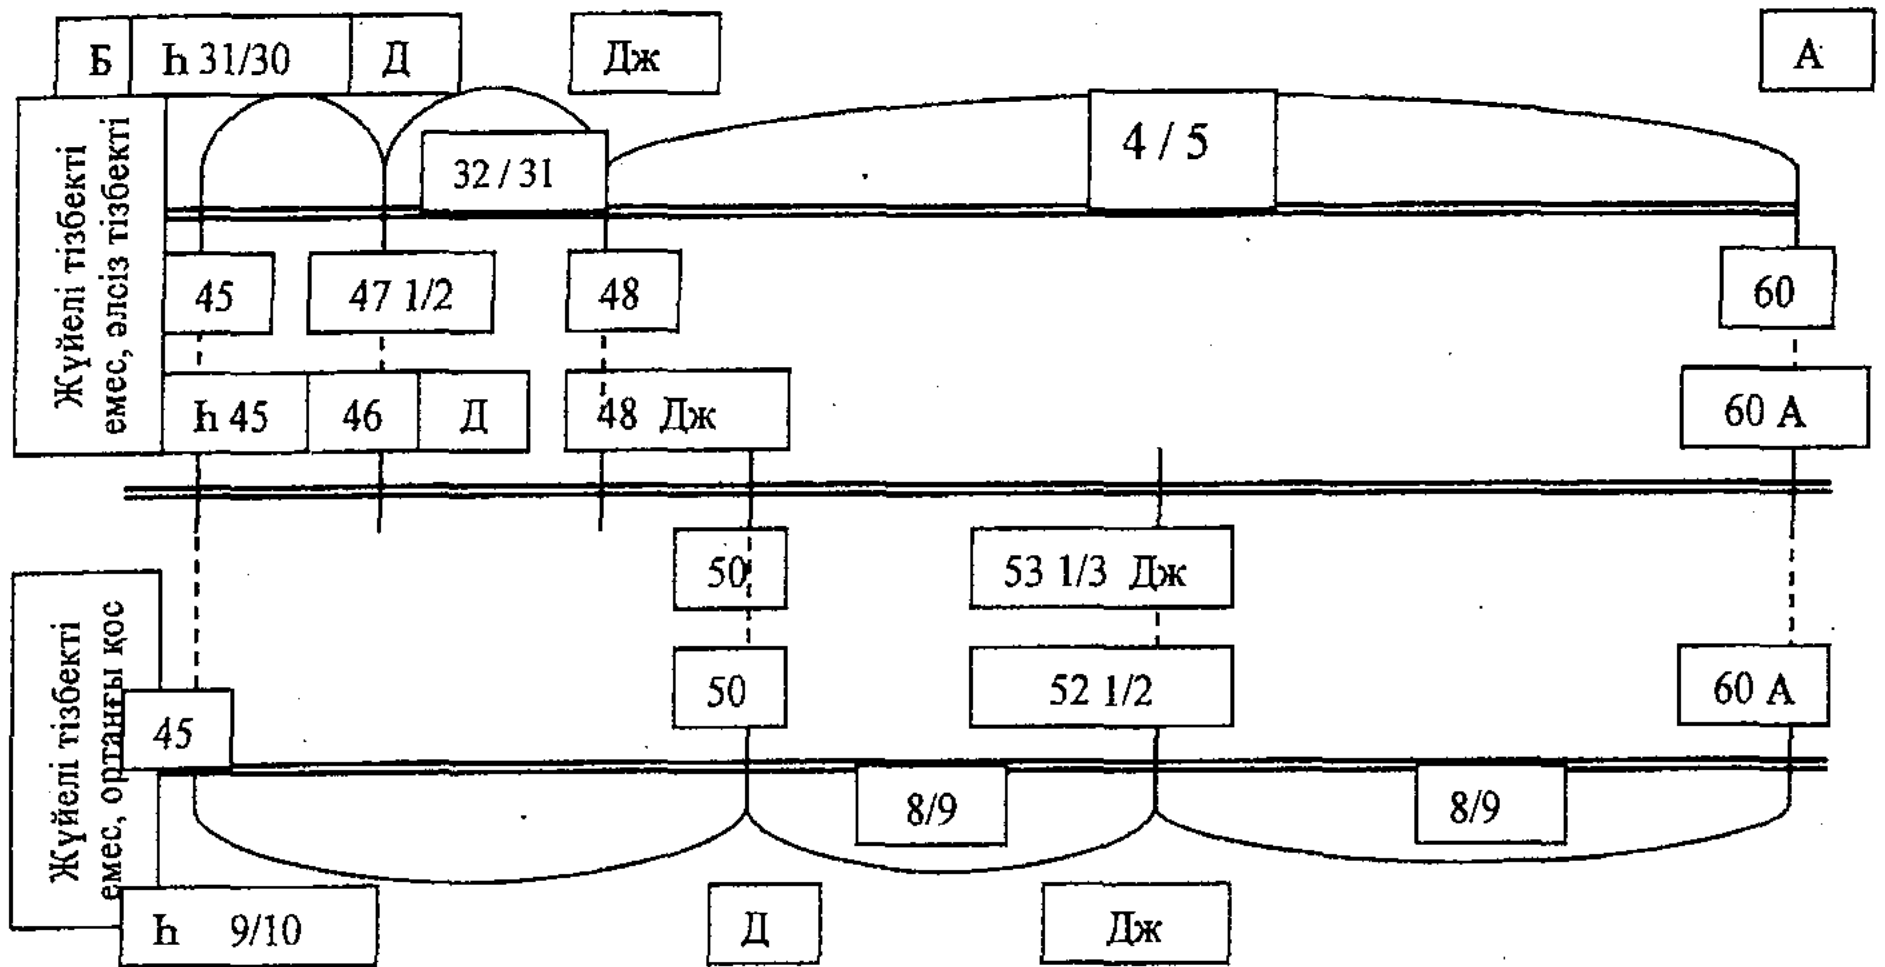 Б һ 31/30 Д Дж А
Жүйелі тізбекті
емес, әлсіз тізбекті
32 / 31
4 / 5
45 47 1/2 48 60
һ 45 46 Д 48 Дж 60 А
50 53 1/3 Дж
Жүйелі тізбекті
емес, ортаңғы қос
45 50 52 1/2 60 А
8/9 8/9
һ 9/10 Д Дж